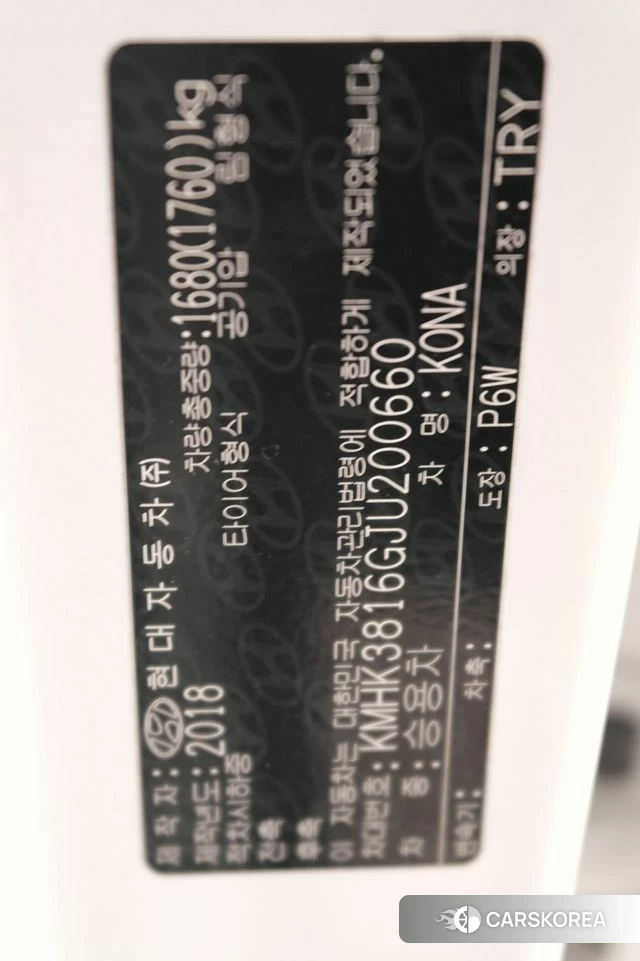 제 작 자 : 현 대 자 동 차 (주)
제작년도 : 2018 차량총중량 : 1680(1760)kg
적차시하중 타이어형식 공기압 림형식
전축
후축
이 자동차는 대한민국 자동차관리법령에 적합하게 제작되었습니다.
차대번호 : KMHK3816GJU200660
차 종 : 승용차 차 명 : KONA
변속기 : 차축 : 도장 : P6W 의장 : TRY
CARSKOREA